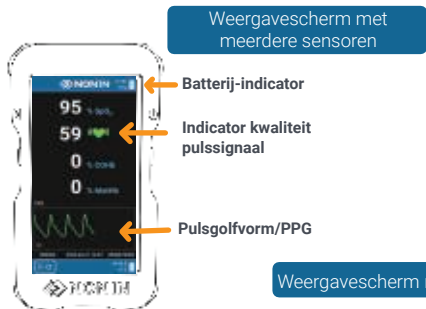 Weergavescherm met
meerdere sensoren
NONIN
Batterij-indicator
95
59
Indicator kwaliteit
pulssignaal
0
0
Pulsgolfvorm/PPG
Weergavescherm
NONIN